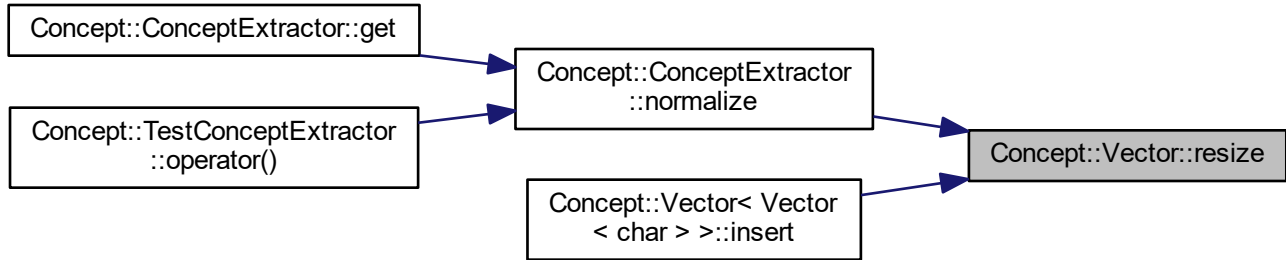 Concept::ConceptExtractor::get
Concept::TestConceptExtractor
::operator()
Concept::ConceptExtractor
::normalize
Concept::Vector< Vector
< char > >::insert
Concept::Vector::resize